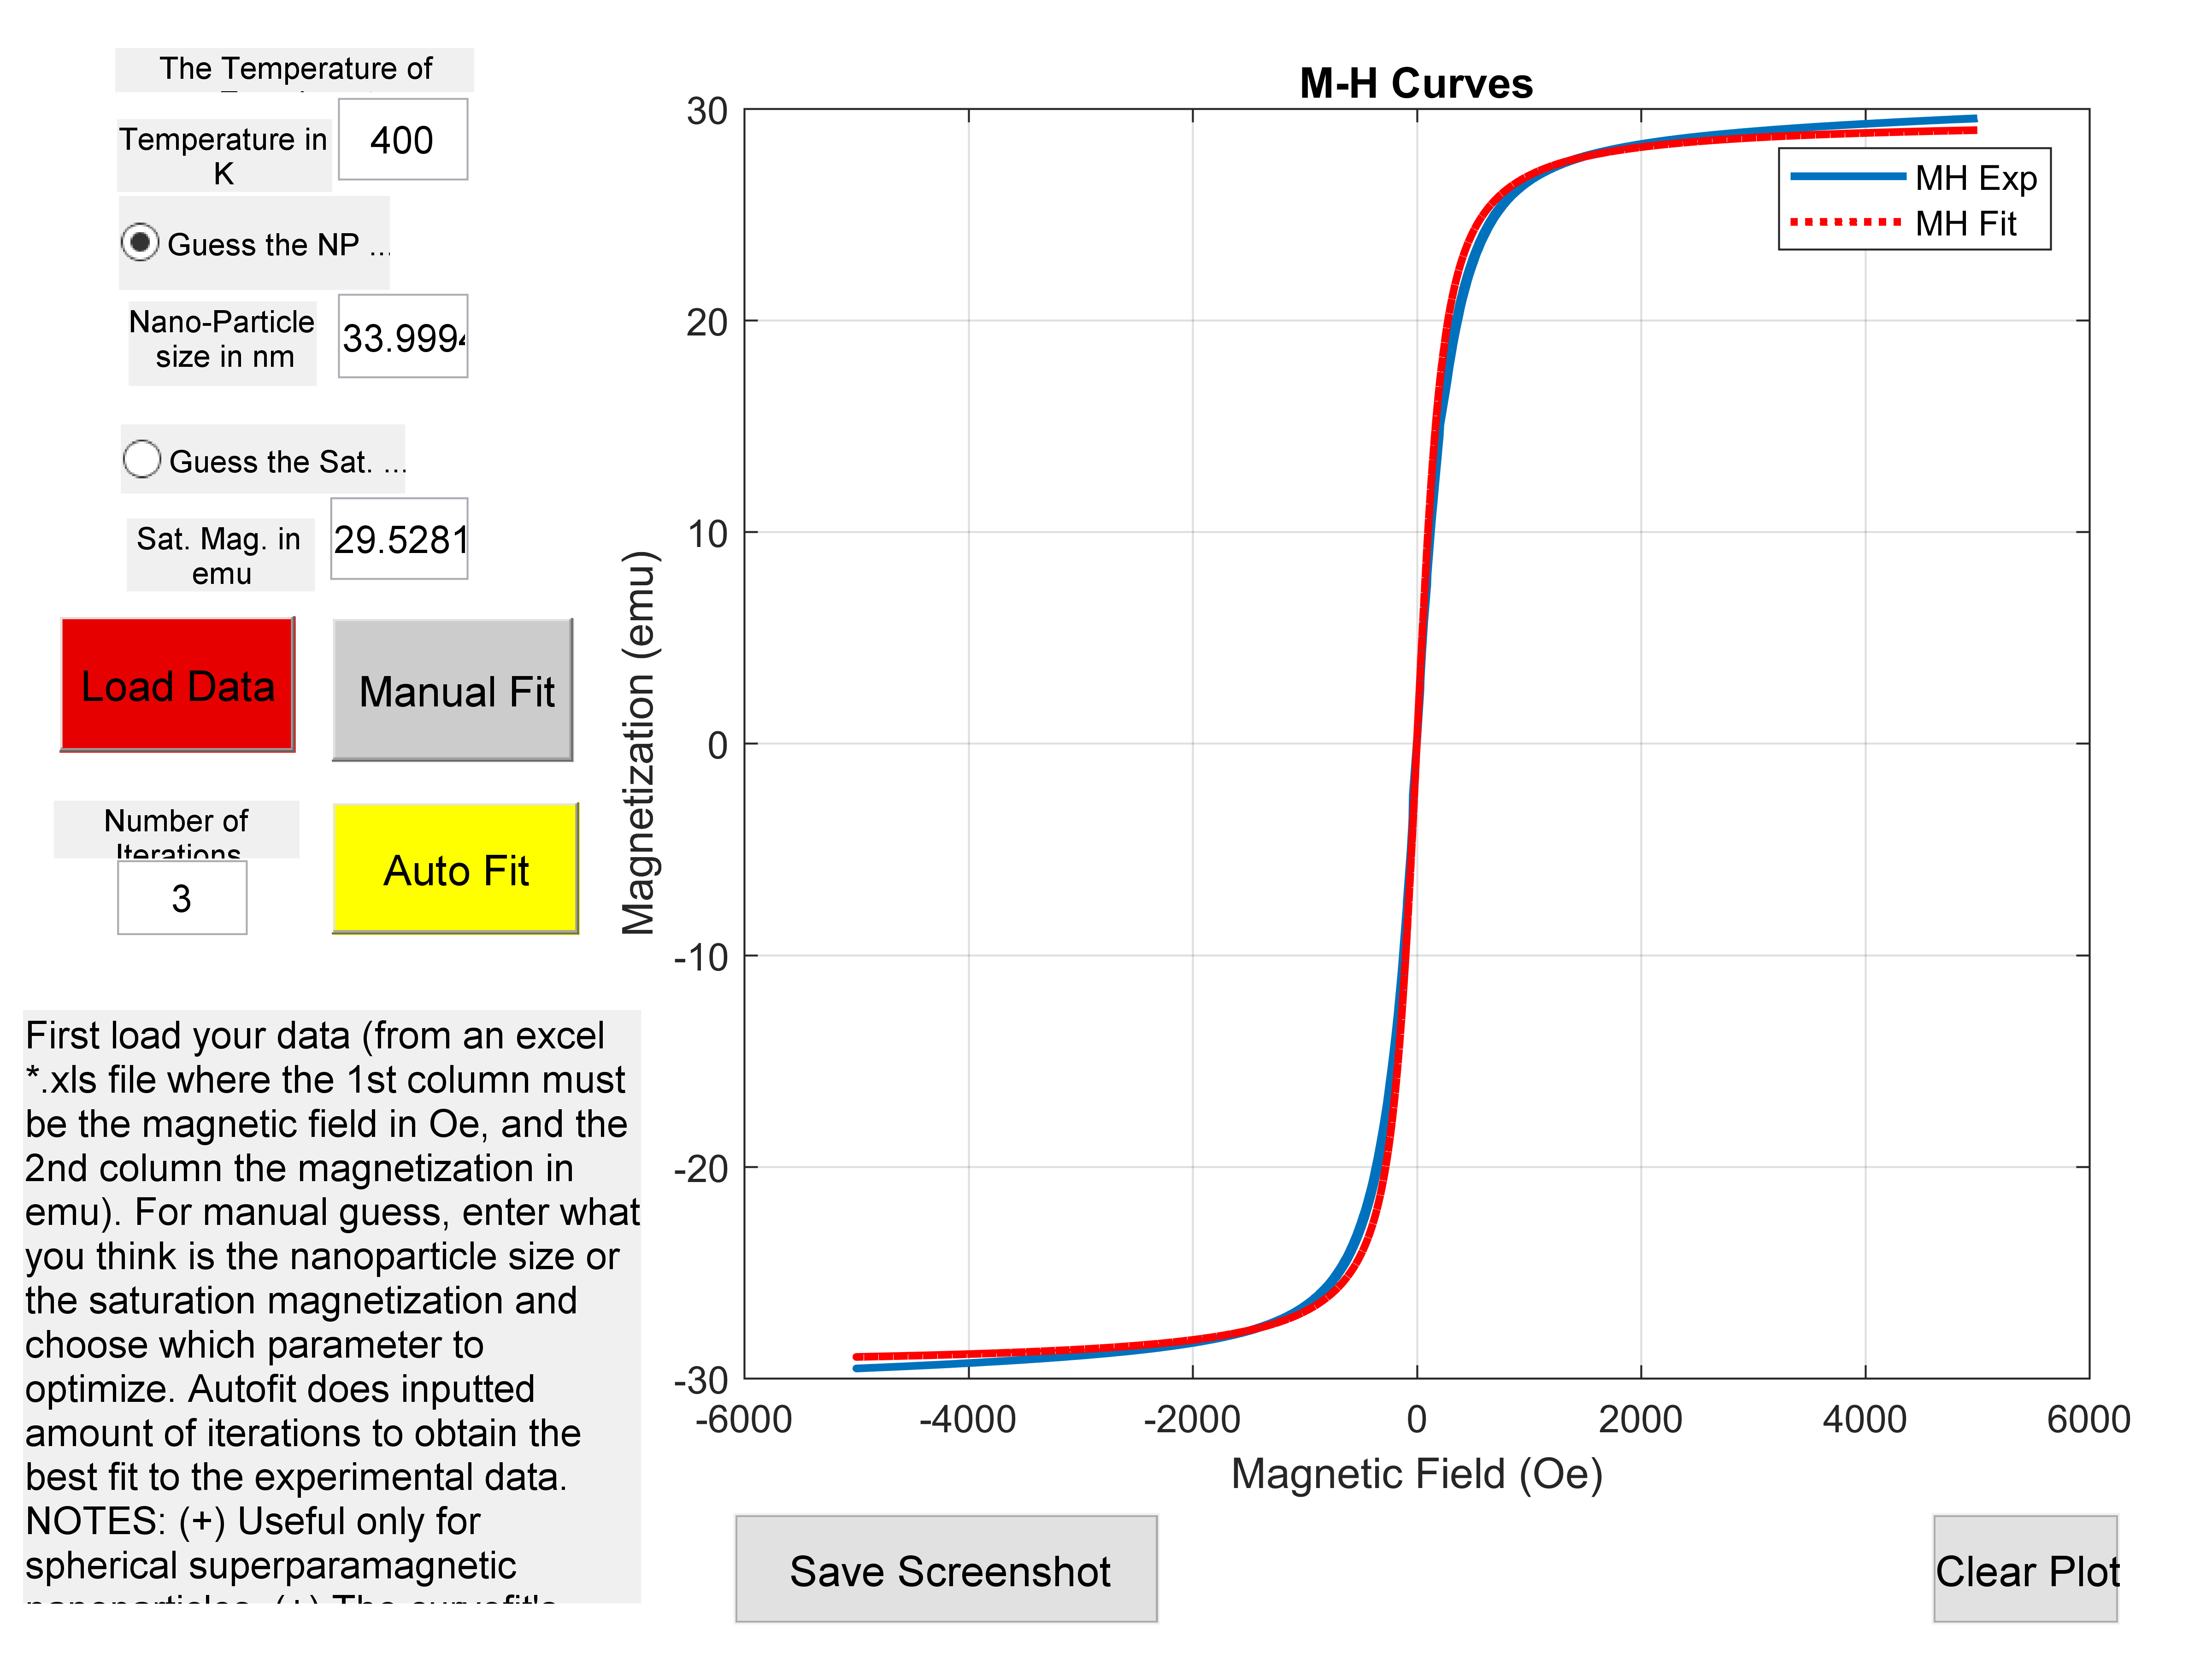 The Temperature of
Temperature in
K
400
Guess the NP ...
Nano-Particle
size in nm
33.9994
Guess the Sat. ...
Sat. Mag. in
emu
29.5281
Load Data
Manual Fit
Number of
Iterations
3
Auto Fit
First load your data (from an excel
*.xls file where the 1st column must
be the magnetic field in Oe, and the
2nd column the magnetization in
emu). For manual guess, enter what
you think is the nanoparticle size or
the saturation magnetization and
choose which parameter to
optimize. Autofit does inputted
amount of iterations to obtain the
best fit to the experimental data.
NOTES: (+) Useful only for
spherical superparamagnetic
nanoparticles. (+) The curvefit's
M-H Curves
MH Exp
MH Fit
30
20
10
0
-10
-20
-30
Magnetization (emu)
-6000
-4000
-2000
0
2000
4000
6000
Magnetic Field (Oe)
Save Screenshot
Clear Plot